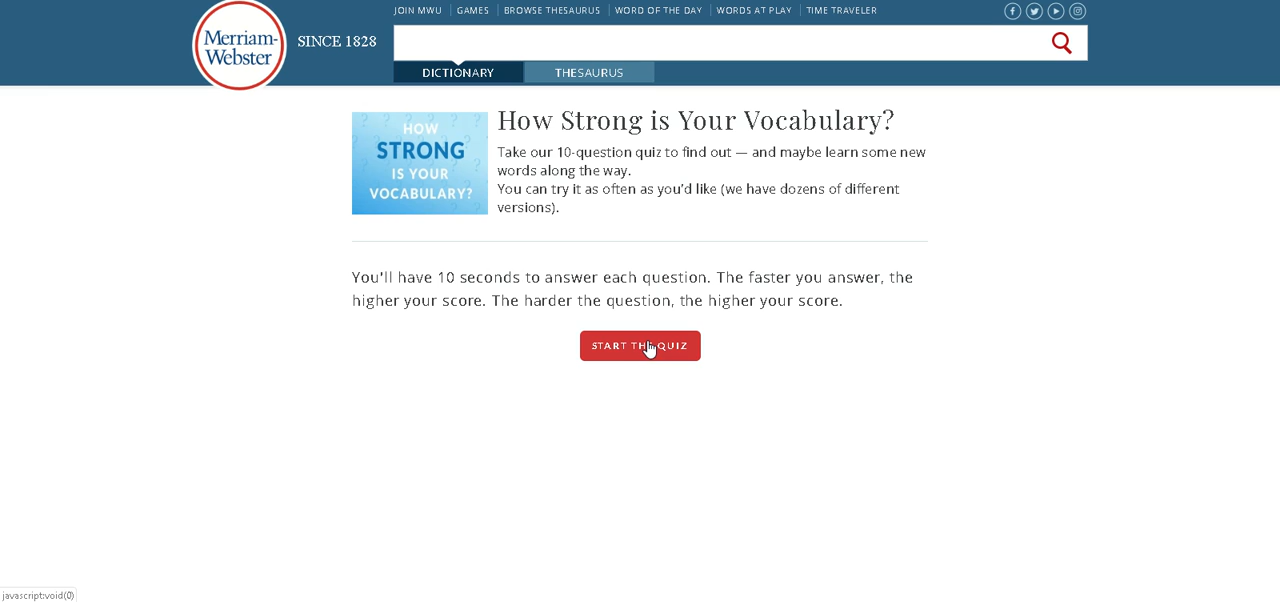 JOIN MWU GAMES BROWSE THESAURUS WORD OF THE DAY WORDS AT PLAY TIME TRAVELER
Merriam-
Webster
SINCE 1828
DICTIONARY THESAURUS
HOW
STRONG
IS YOUR
VOCABULARY?
How Strong is Your Vocabulary?
Take our 10-question quiz to find out — and maybe learn some new
words along the way.
You can try it as often as you'd like (we have dozens of different
versions).
You'll have 10 seconds to answer each question. The faster you answer, the
higher your score. The harder the question, the higher your score.
START THE QUIZ
javascript:void(0)